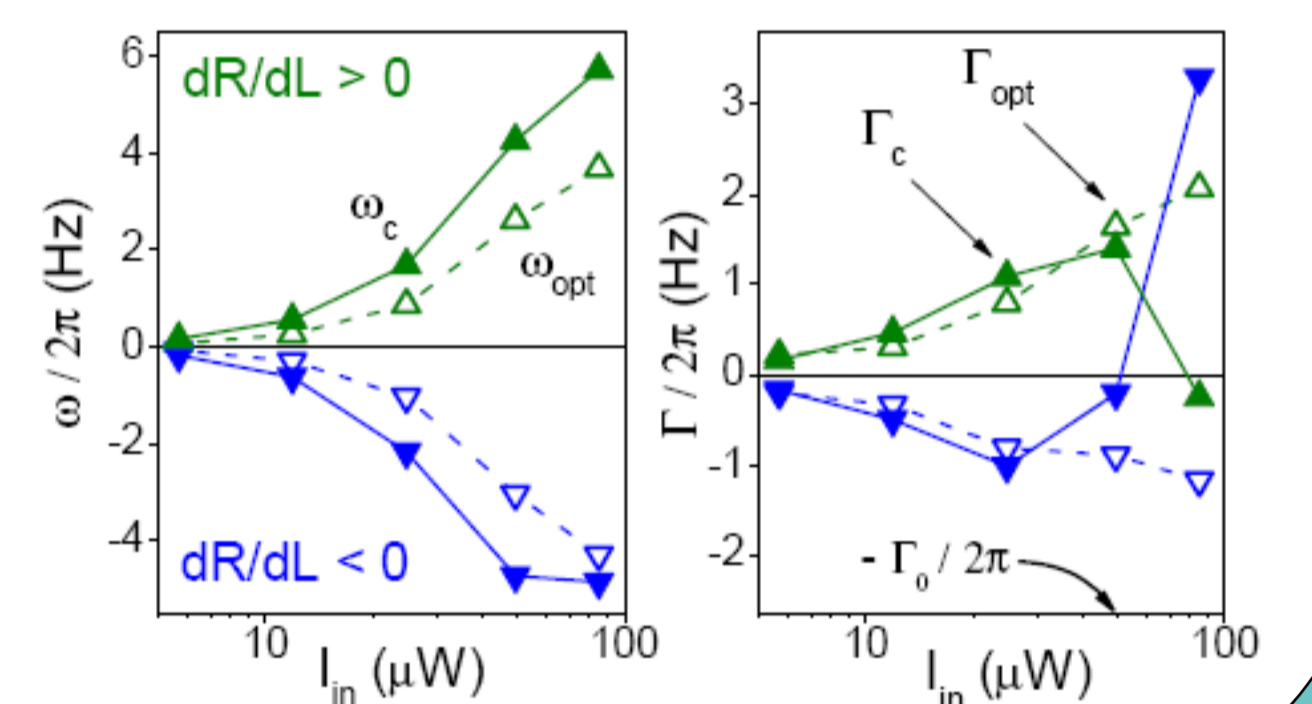 6
4
2
0
-2
-4
ω / 2π (Hz)
dR/dL > 0
ω_c
ω_opt
dR/dL < 0
10
100
I_in (μW)
3
2
1
0
-1
-2
Γ / 2π (Hz)
Γ_opt
Γ_c
- Γ_0 / 2π
10
100
I_in (μW)